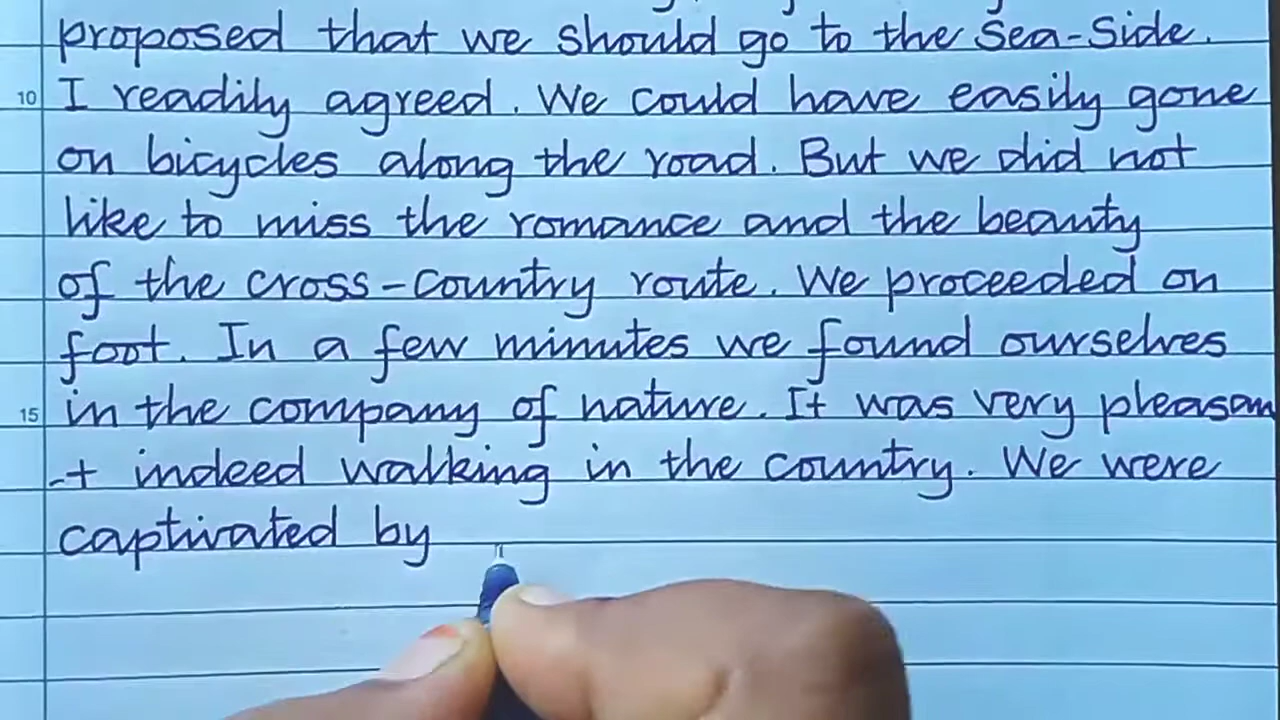 proposed that we should go to the Sea-Side.
10 I readily agreed. We could have easily gone
on bicycles along the road. But we did not
like to miss the romance and the beauty
of the cross-country route. We proceeded on
foot. In a few minutes we found ourselves
15 in the company of nature. It was very pleasan
-t indeed walking in the country. We were
captivated by